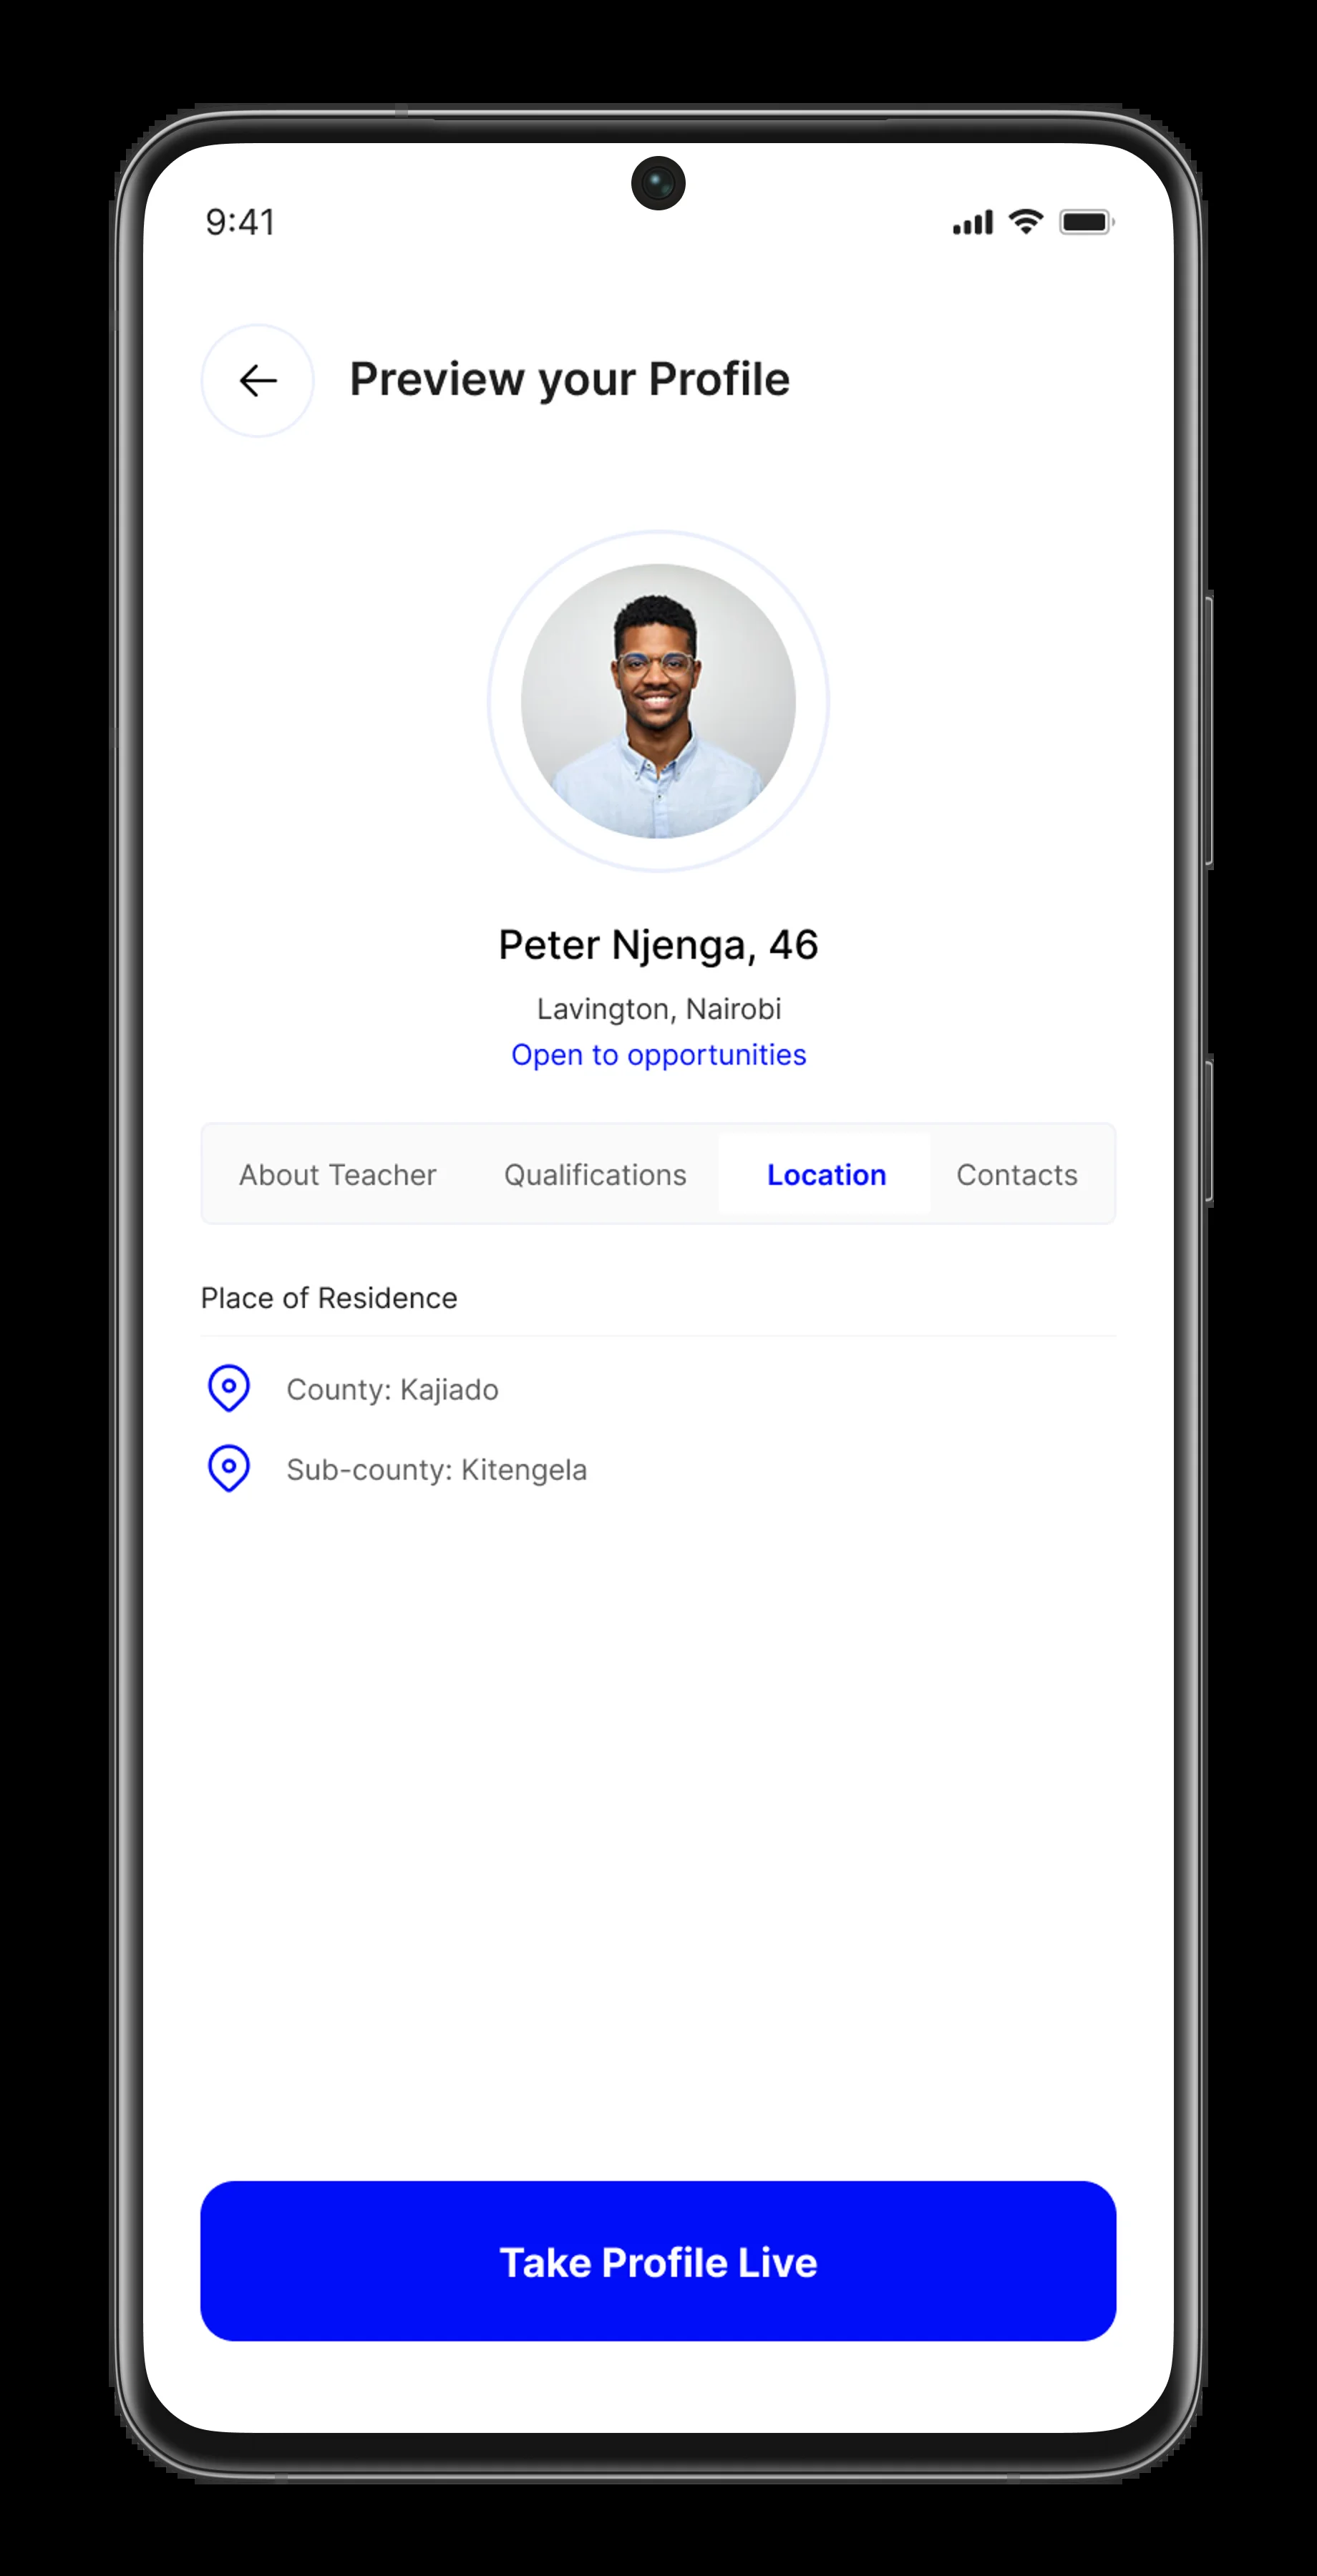 9:41
Preview your Profile
Peter Njenga, 46
Lavington, Nairobi
Open to opportunities
About Teacher Qualifications Location Contacts
Place of Residence
County: Kajiado
Sub-county: Kitengela
Take Profile Live